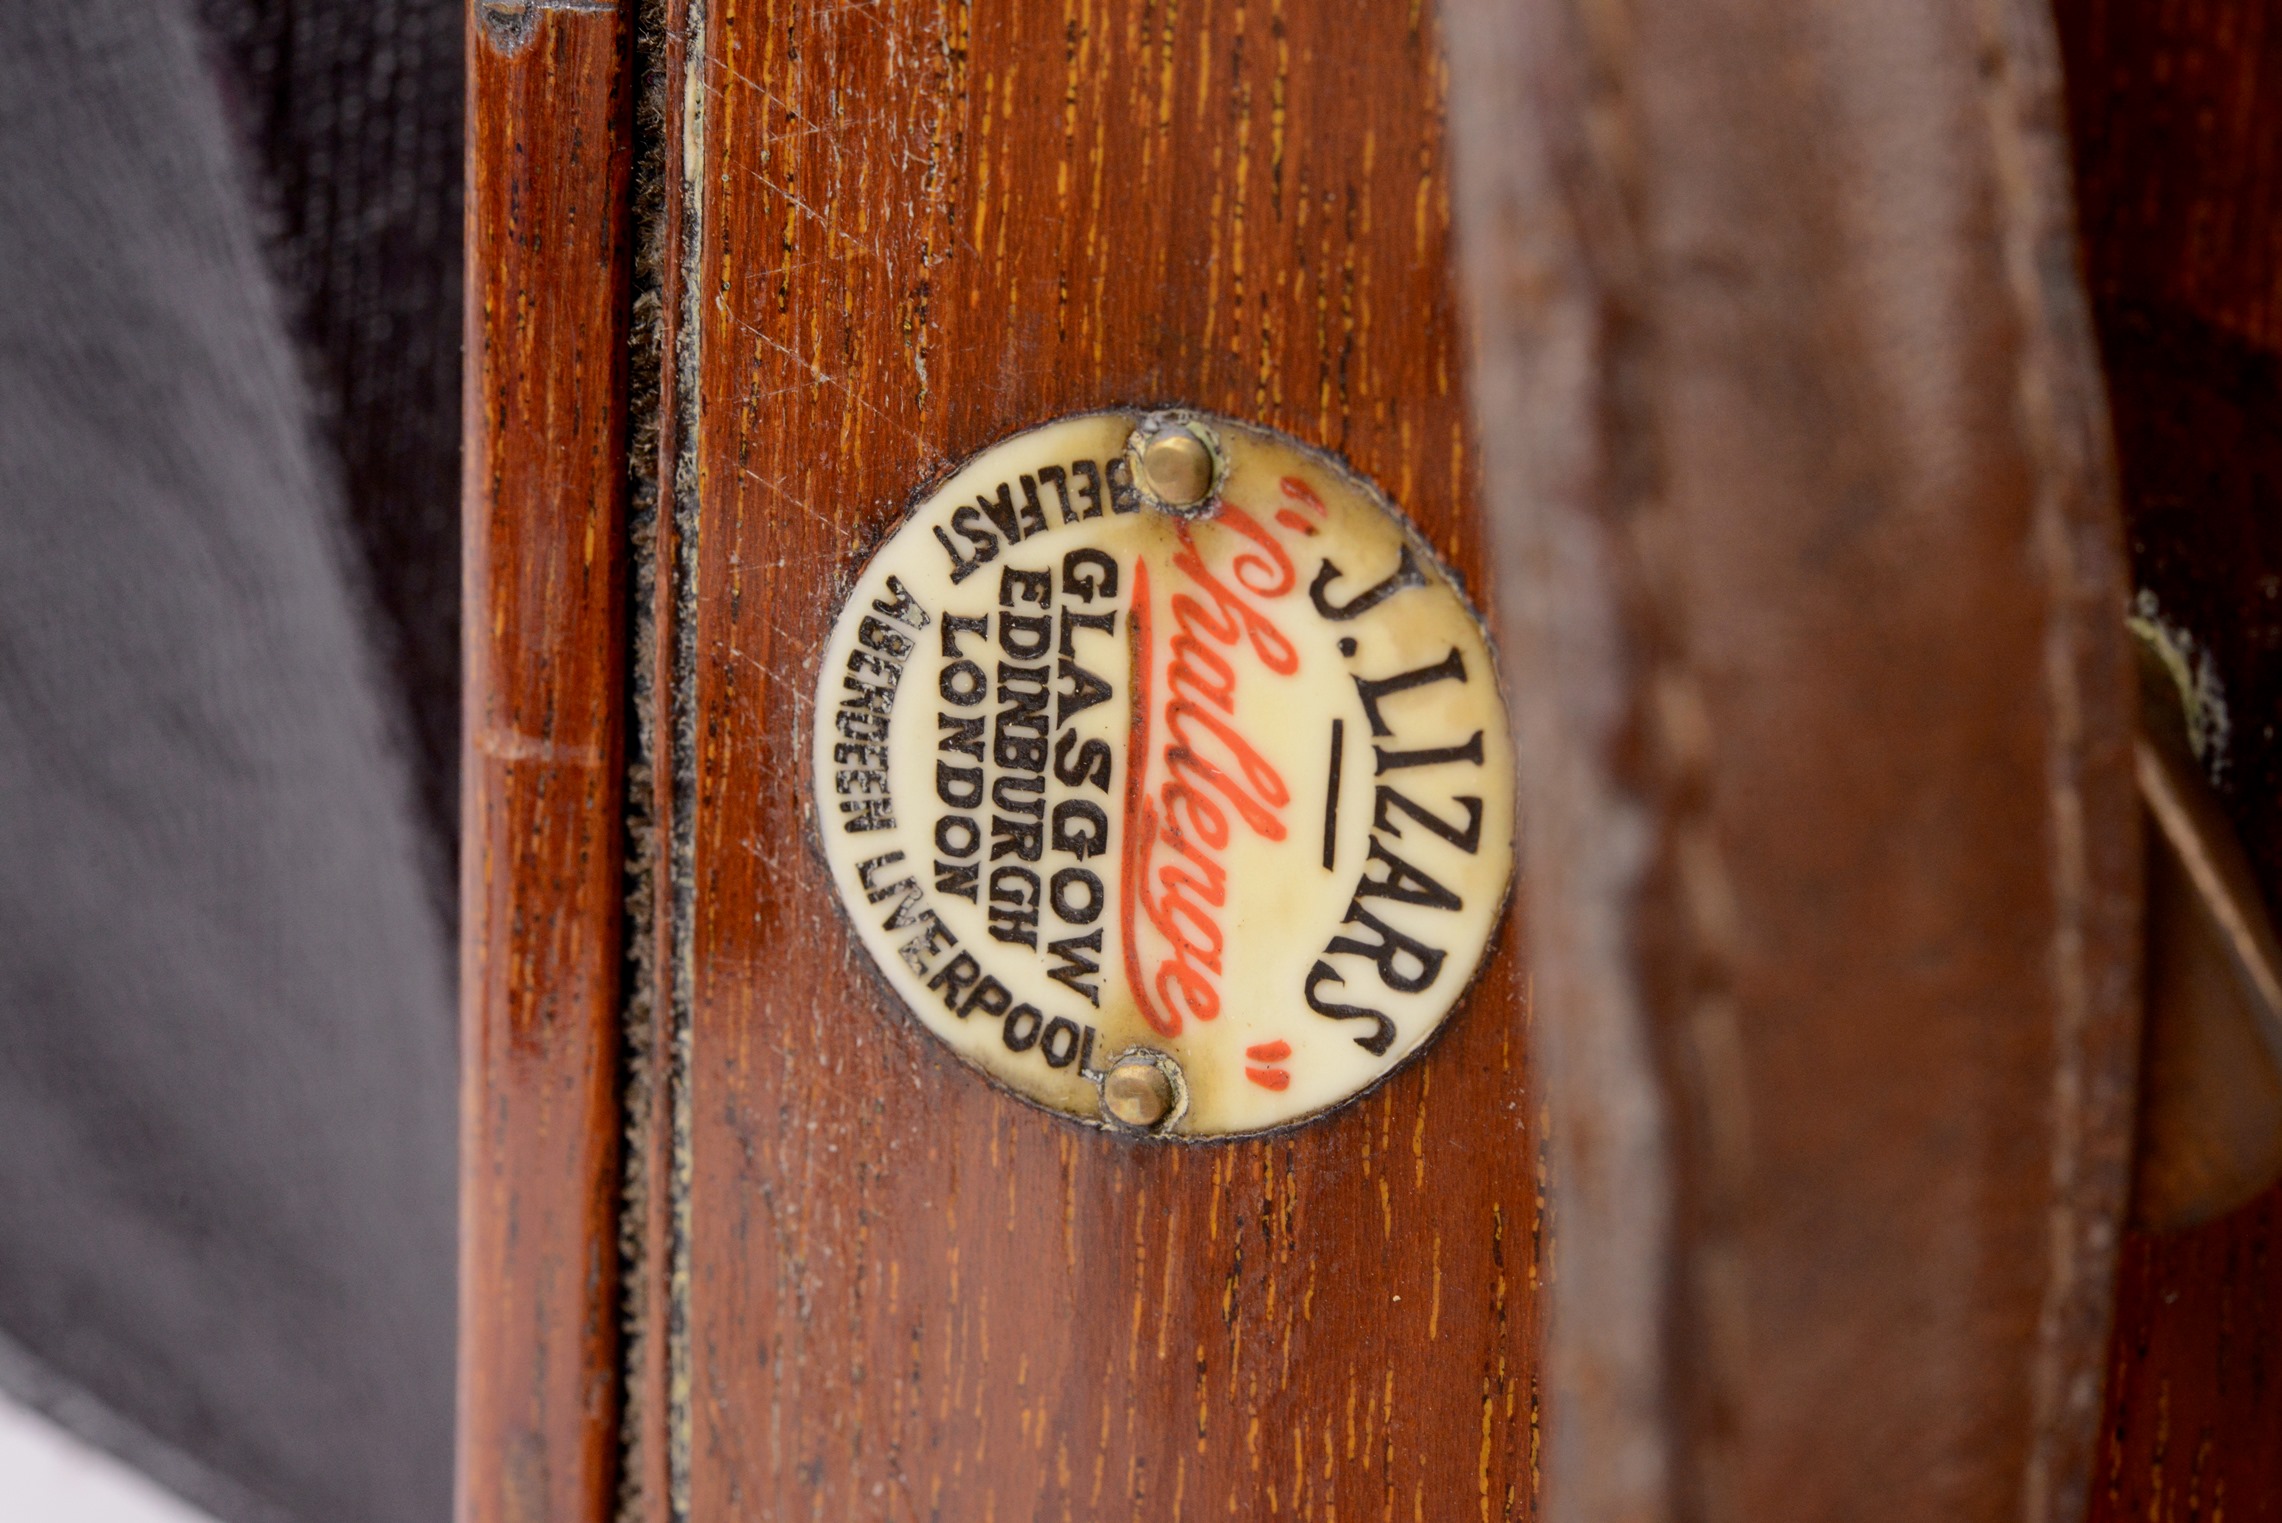 J. LIZARS
"Challenge"
GLASGOW
EDINBURGH
LONDON
BELFAST ABERDEEN LIVERPOOL